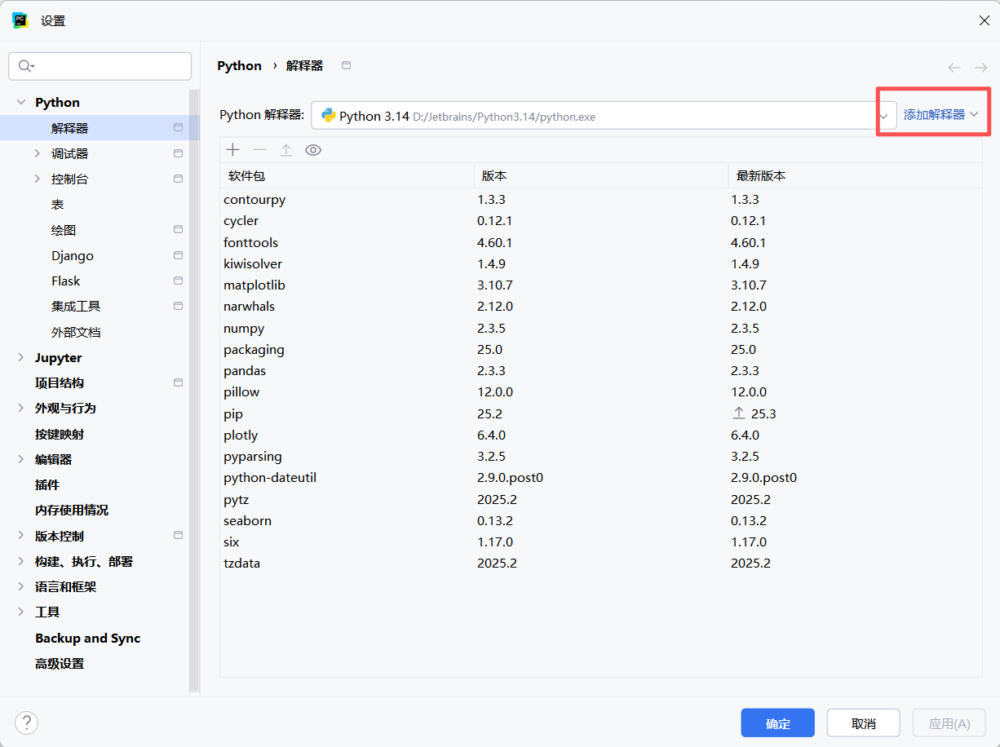 设置
Python › 解释器
Python
解释器
调试器
控制台
表
绘图
Django
Flask
集成工具
外部文档
Jupyter
项目结构
外观与行为
按键映射
编辑器
插件
内存使用情况
版本控制
构建、执行、部署
语言和框架
工具
Backup and Sync
高级设置
Python 解释器: Python 3.14 D:/Jetbrains/Python3.14/python.exe 添加解释器
软件包 版本 最新版本
contourpy 1.3.3 1.3.3
cycler 0.12.1 0.12.1
fonttools 4.60.1 4.60.1
kiwisolver 1.4.9 1.4.9
matplotlib 3.10.7 3.10.7
narwhals 2.12.0 2.12.0
numpy 2.3.5 2.3.5
packaging 25.0 25.0
pandas 2.3.3 2.3.3
pillow 12.0.0 12.0.0
pip 25.2 25.3
plotly 6.4.0 6.4.0
pyparsing 3.2.5 3.2.5
python-dateutil 2.9.0.post0 2.9.0.post0
pytz 2025.2 2025.2
seaborn 0.13.2 0.13.2
six 1.17.0 1.17.0
tzdata 2025.2 2025.2
? 确定 取消 应用(A)